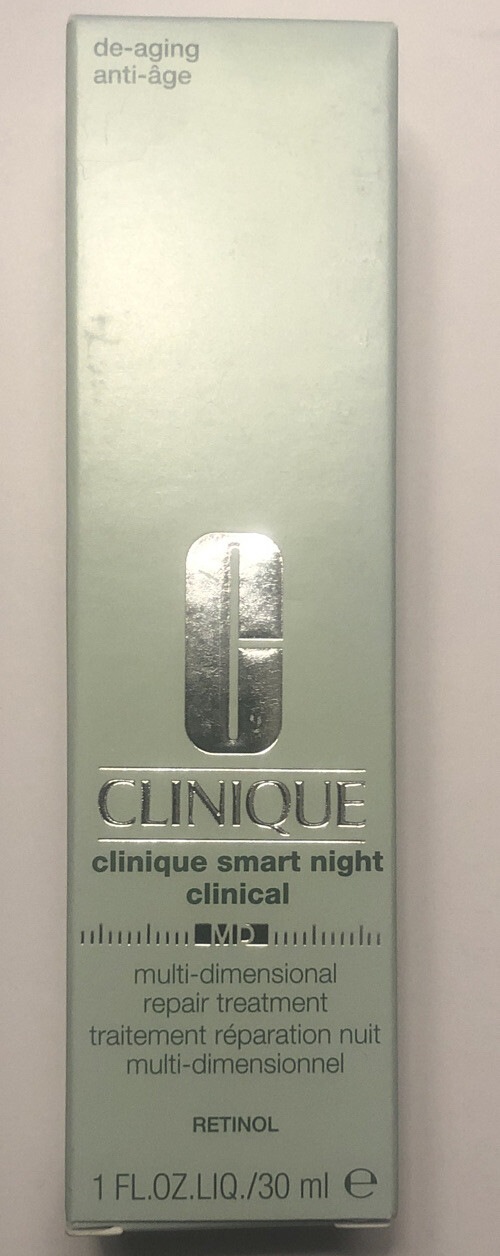 de-aging
anti-âge
CLINIQUE
clinique smart night
clinical
MD
multi-dimensional
repair treatment
traitement réparation nuit
multi-dimensionnel
RETINOL
1 FL.OZ.LIQ./30 ml ℮